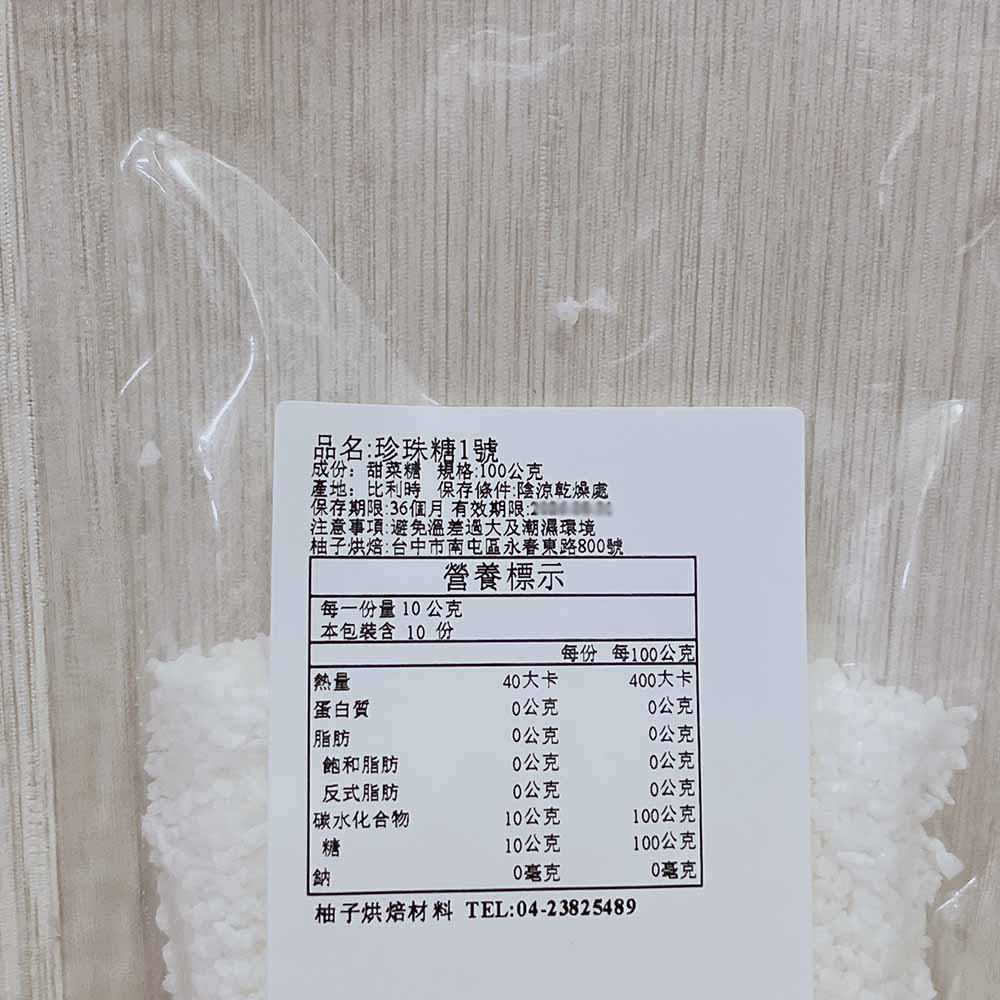 品名:珍珠糖1號
成份: 甜菜糖 規格:100公克
產地: 比利時 保存條件:陰涼乾燥處
保存期限:36個月 有效期限:
注意事項:避免溫差過大及潮濕環境
柚子烘焙:台中市南屯區永春東路800號
營養標示
每一份量 10 公克
本包裝含 10 份
每份 每100公克
熱量 40大卡 400大卡
蛋白質 0公克 0公克
脂肪 0公克 0公克
飽和脂肪 0公克 0公克
反式脂肪 0公克 0公克
碳水化合物 10公克 100公克
糖 10公克 100公克
鈉 0毫克 0毫克
柚子烘焙材料 TEL:04-23825489